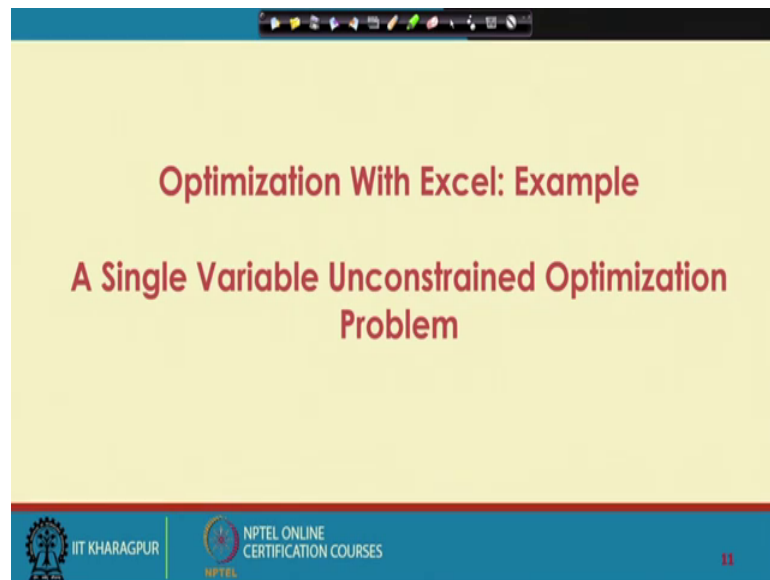 Optimization With Excel: Example
A Single Variable Unconstrained Optimization
Problem
IIT KHARAGPUR
NPTEL
NPTEL ONLINE
CERTIFICATION COURSES
11